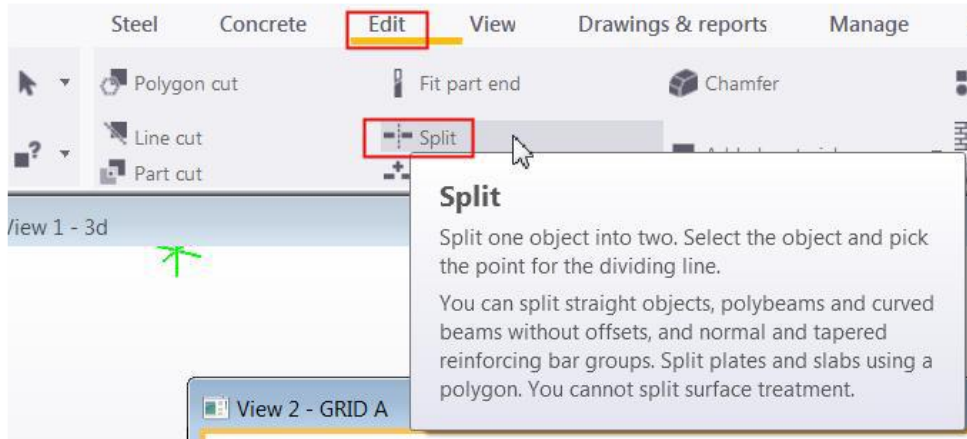 Steel Concrete Edit View Drawings & reports Manage
Polygon cut Fit part end Chamfer
Line cut Split
Part cut
Split
Split one object into two. Select the object and pick
the point for the dividing line.
You can split straight objects, polybeams and curved
beams without offsets, and normal and tapered
reinforcing bar groups. Split plates and slabs using a
polygon. You cannot split surface treatment.
View 1 - 3d
View 2 - GRID A